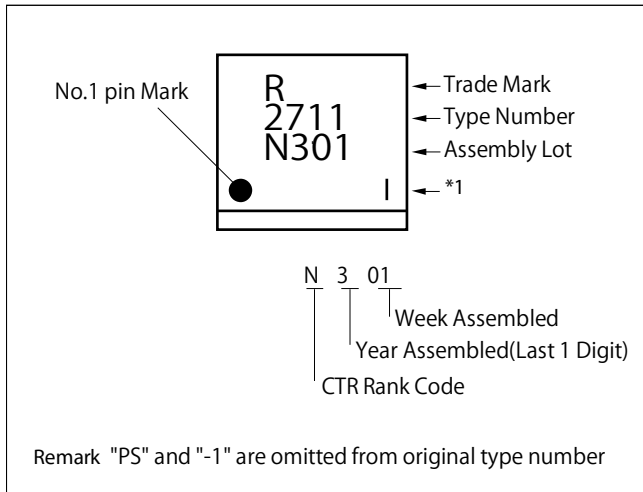 R
2711
N301
I
No.1 pin Mark
Trade Mark
Type Number
Assembly Lot
*1
N 3 01
Week Assembled
Year Assembled(Last 1 Digit)
CTR Rank Code
Remark "PS" and "-1" are omitted from original type number